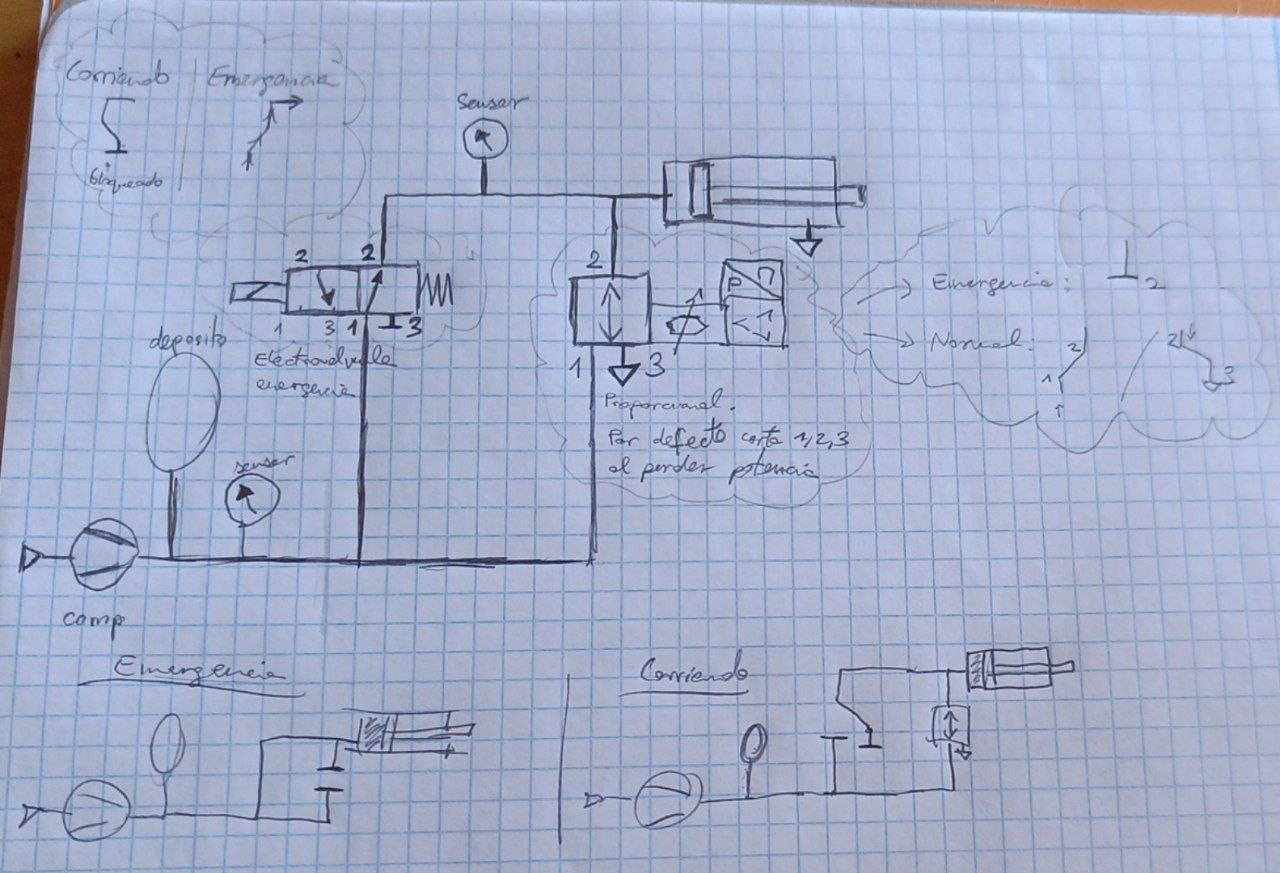 Corriendo
Emergencia
bloqueado
sensor
2 2
1 3 1 3
Electroválvula
emergencia
deposito
sensor
comp
2
1 3
P
Proporcional.
Por defecto corta 1,2,3
al perder potencia
Emergencia: 2
Normal: 1 2 2 3
Emergencia
Corriendo